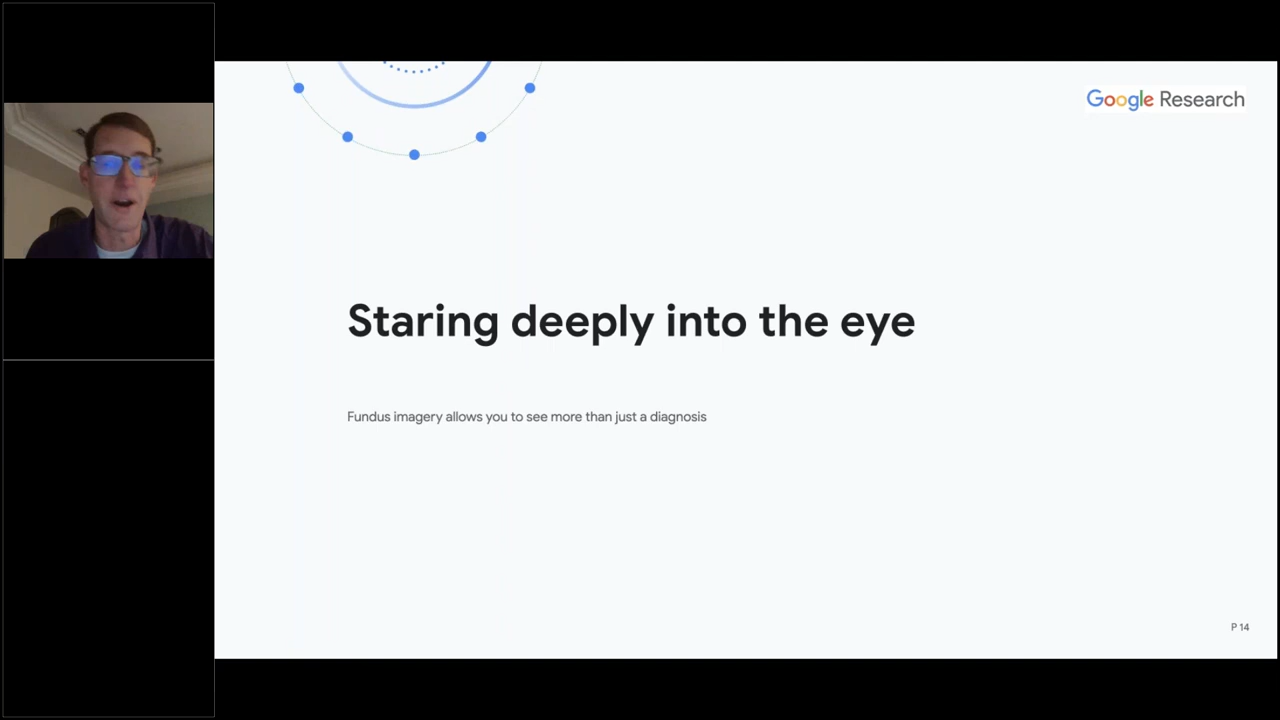 Google Research
Staring deeply into the eye
Fundus imagery allows you to see more than just a diagnosis
P 14